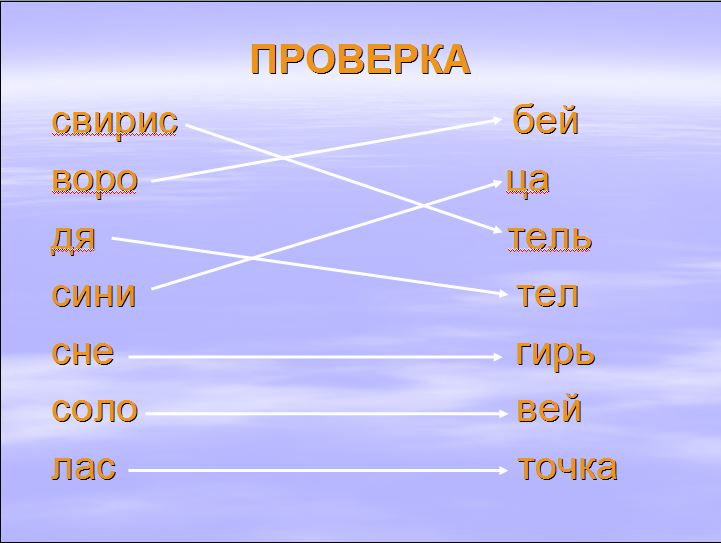 ПРОВЕРКА
свирис бей
воро ца
дя тель
сини тел
сне гирь
соло вей
лас точка